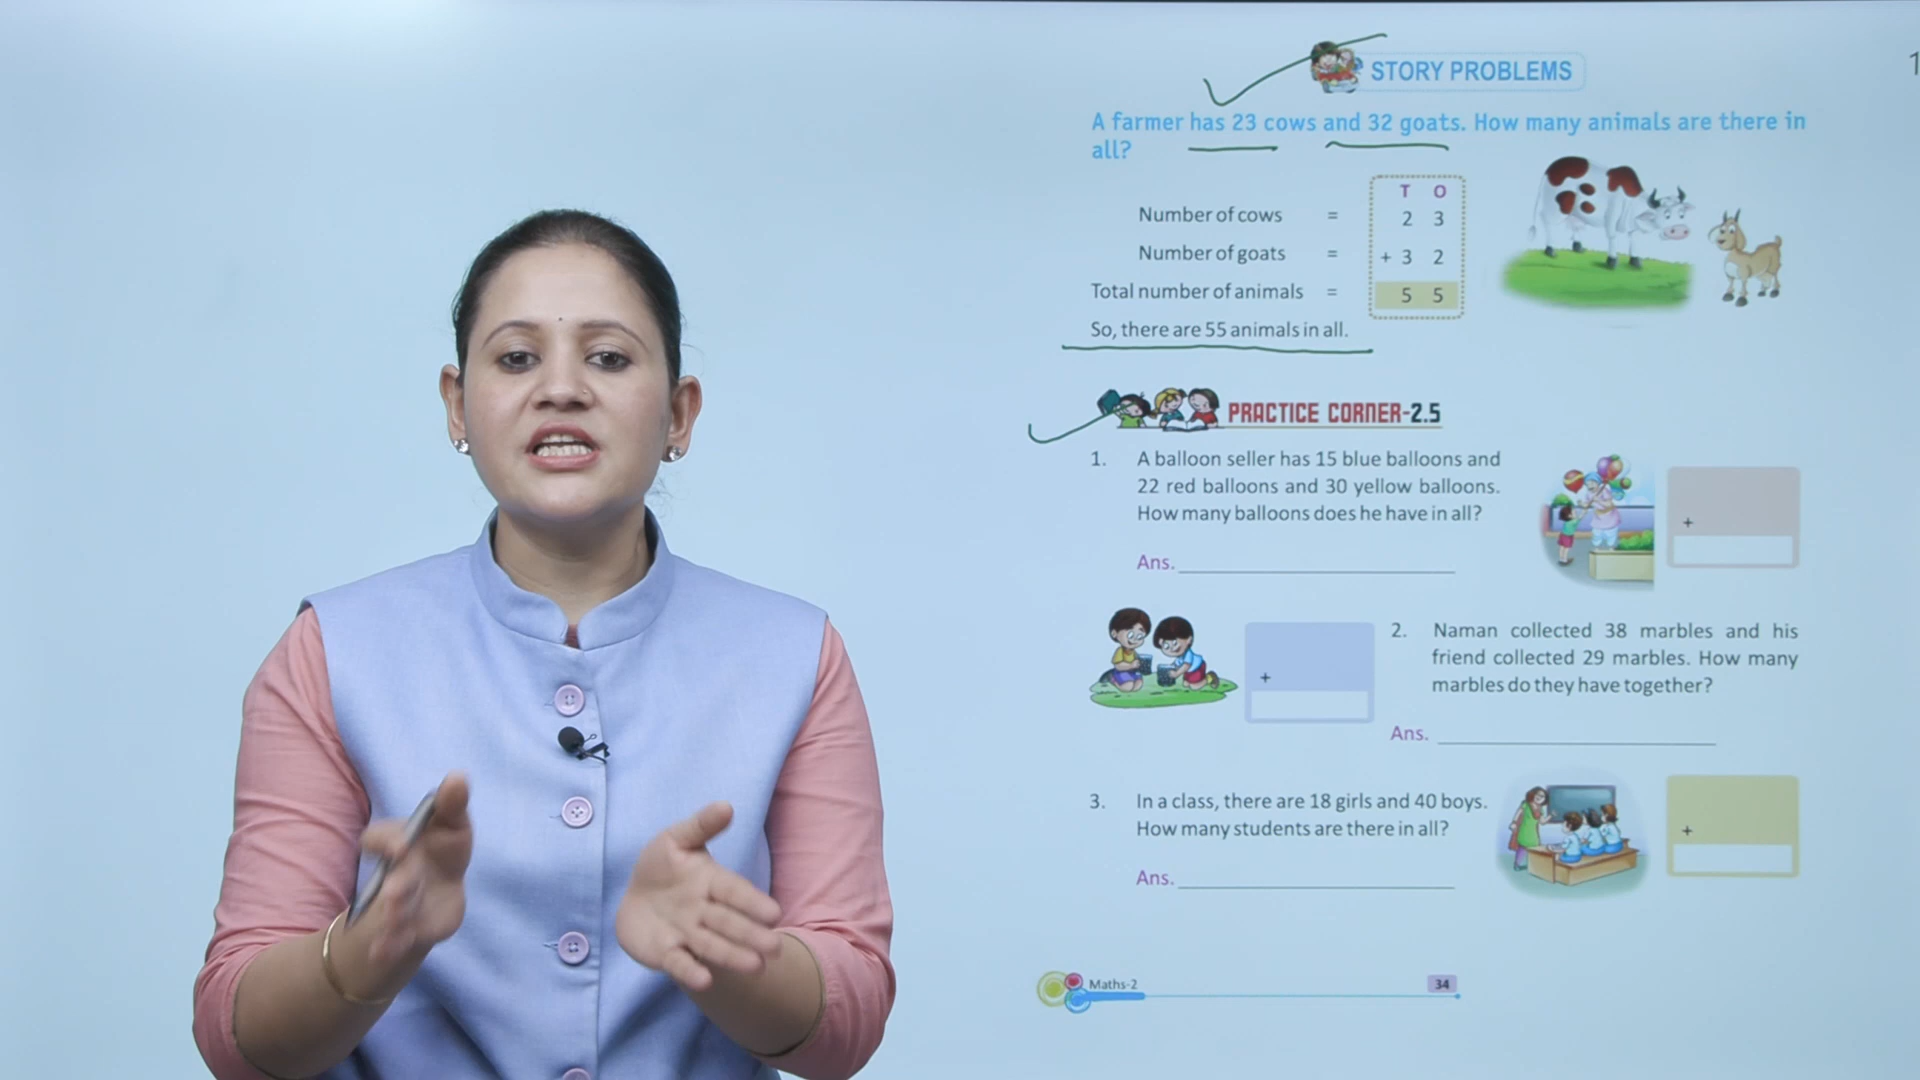 1
STORY PROBLEMS
A farmer has 23 cows and 32 goats. How many animals are there in
all?
T O
Number of cows = 2 3
Number of goats = + 3 2
Total number of animals = 5 5
So, there are 55 animals in all.
PRACTICE CORNER-2.5
1. A balloon seller has 15 blue balloons and
22 red balloons and 30 yellow balloons.
How many balloons does he have in all?
+
Ans.
2. Naman collected 38 marbles and his
friend collected 29 marbles. How many
marbles do they have together?
+
Ans.
3. In a class, there are 18 girls and 40 boys.
How many students are there in all?
+
Ans.
Maths-2
34